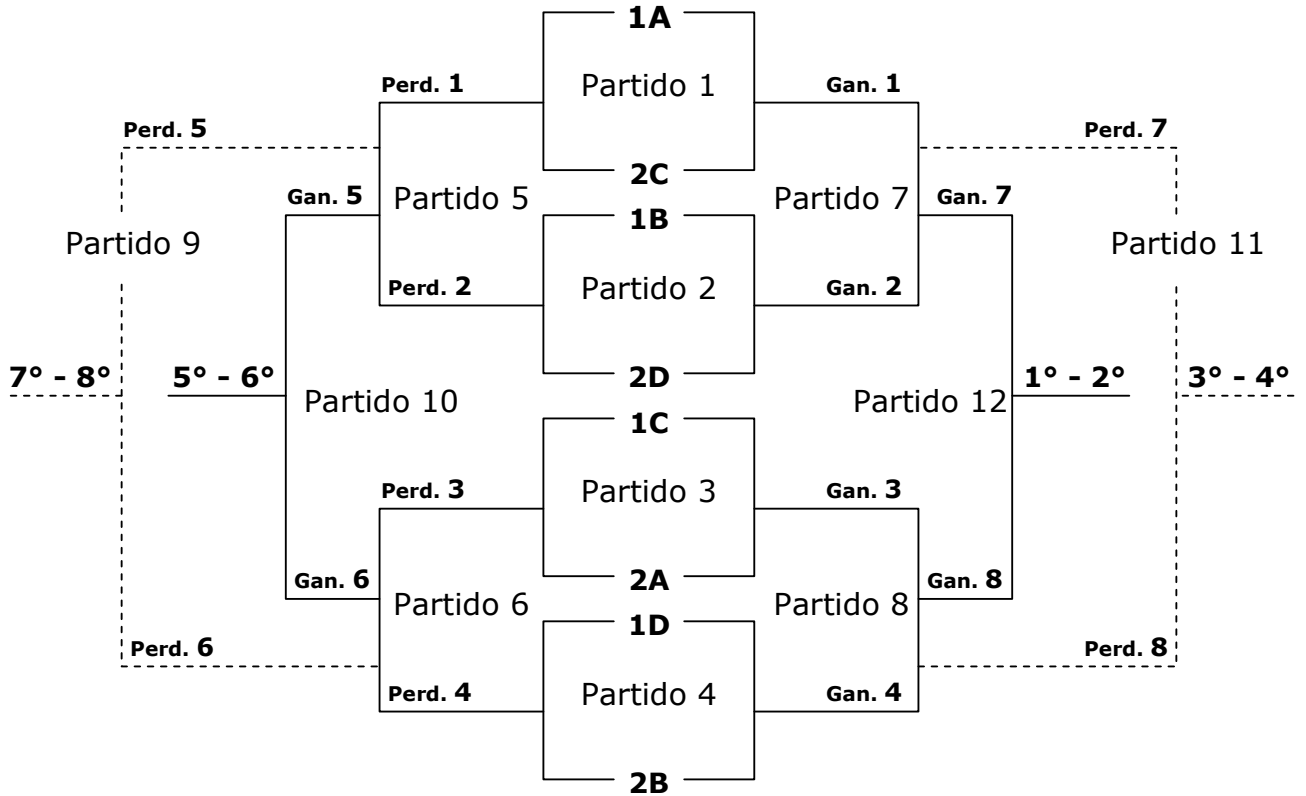 1A
Perd. 1
Partido 1
Gan. 1
Perd. 5
Perd. 7
2C
Gan. 5
Partido 5
Partido 7
Gan. 7
1B
Partido 9
Partido 11
Perd. 2
Partido 2
Gan. 2
7° - 8°
5° - 6°
2D
1° - 2°
3° - 4°
Partido 10
Partido 12
1C
Perd. 3
Partido 3
Gan. 3
Gan. 6
2A
Gan. 8
Partido 6
Partido 8
1D
Perd. 6
Perd. 8
Perd. 4
Partido 4
Gan. 4
2B